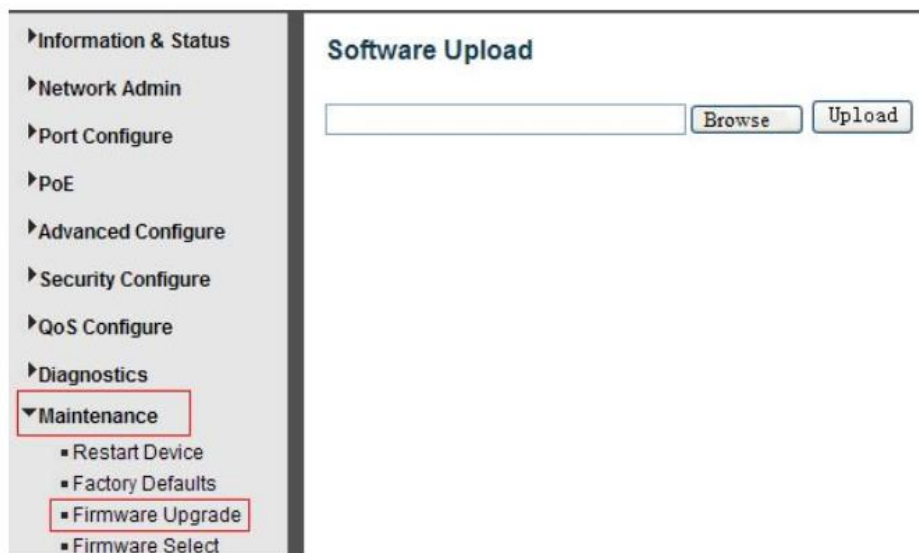 Information & Status
Network Admin
Port Configure
PoE
Advanced Configure
Security Configure
QoS Configure
Diagnostics
Maintenance
Restart Device
Factory Defaults
Firmware Upgrade
Firmware Select
Software Upload
Browse
Upload